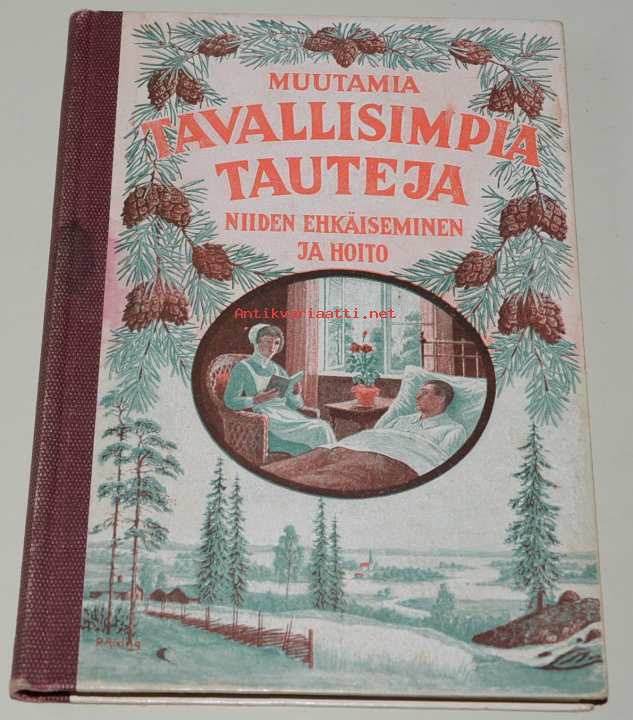 MUUTAMIA
TAVALLISIMPIA
TAUTEJA
NIIDEN EHKÄISEMINEN
JA HOITO
Antikvariaatti.net